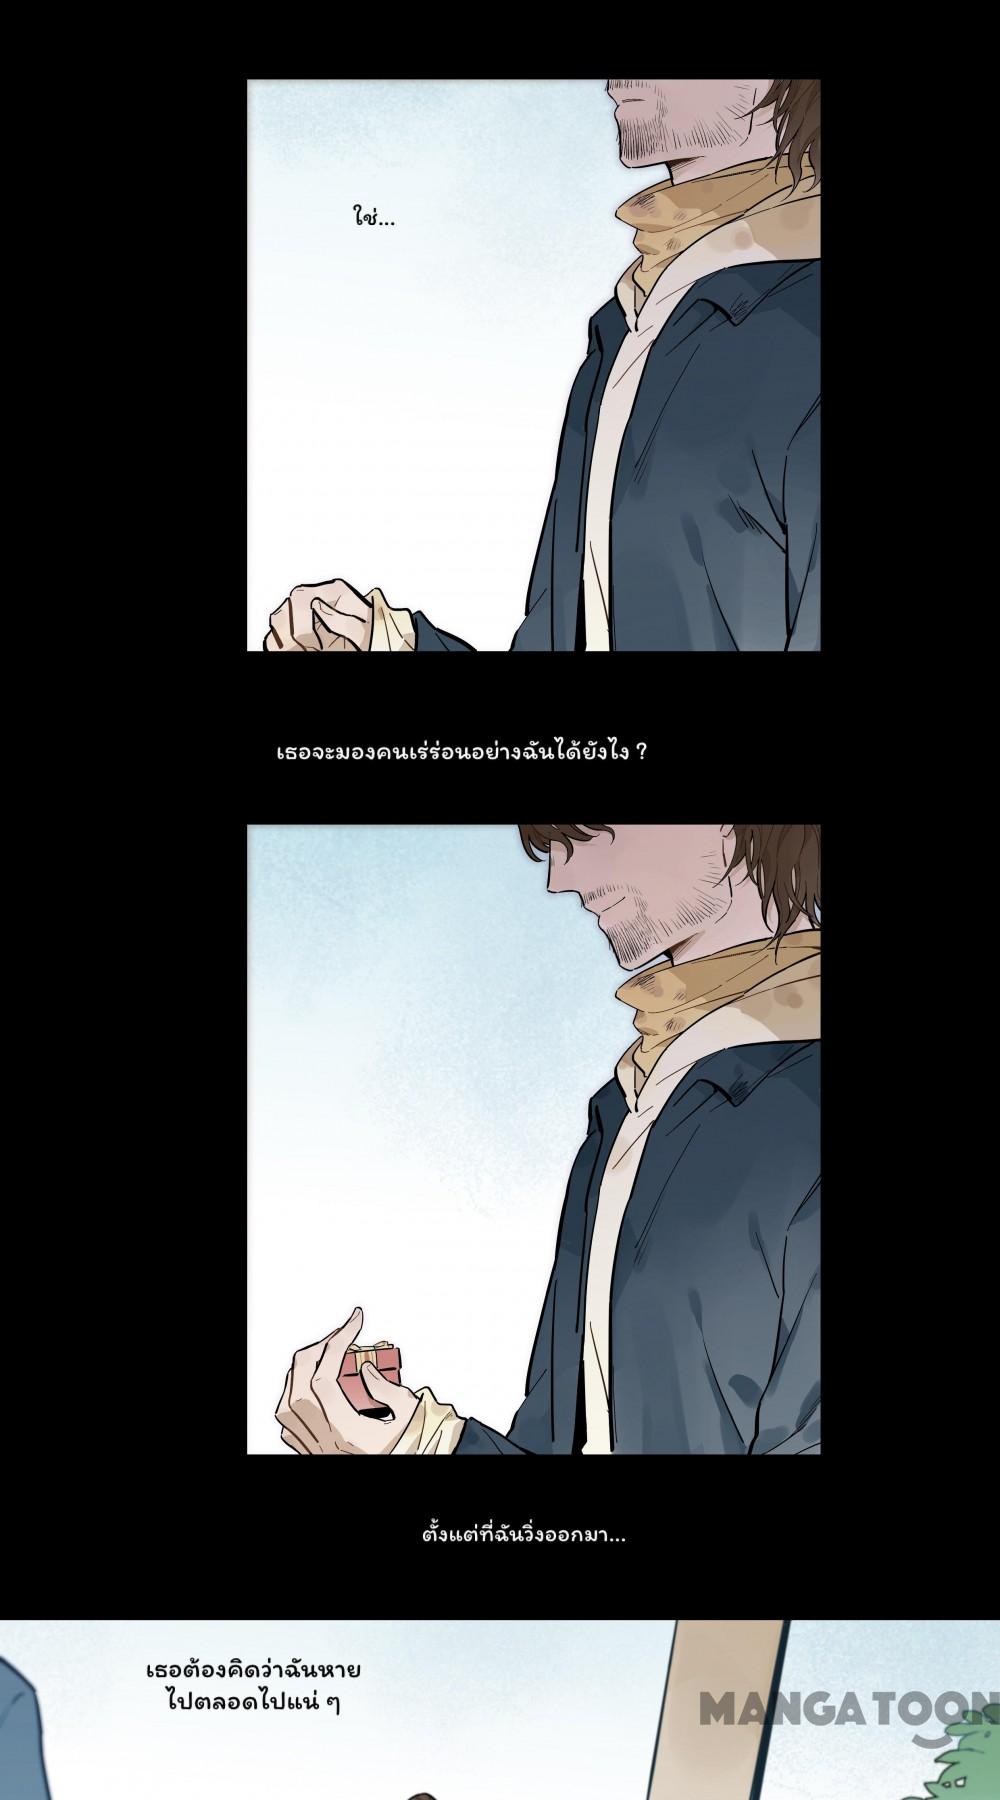 ใช่...
เธอจะมองคนเร่ร่อนอย่างฉันได้ยังไง ?
ตั้งแต่ที่ฉันวิ่งออกมา...
เธอต้องคิดว่าฉันหาย
ไปตลอดไปแน่ ๆ
MANGATOON